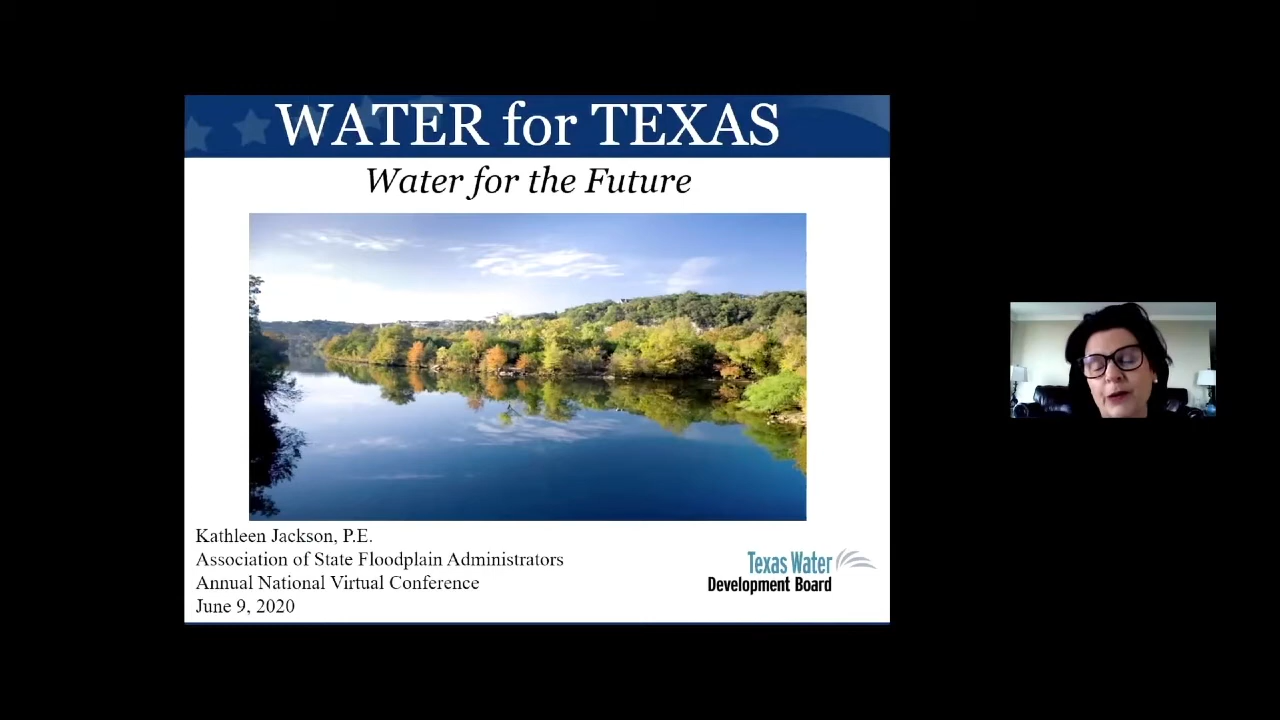 WATER for TEXAS
Water for the Future
Kathleen Jackson, P.E.
Association of State Floodplain Administrators
Annual National Virtual Conference
June 9, 2020
Texas Water
Development Board